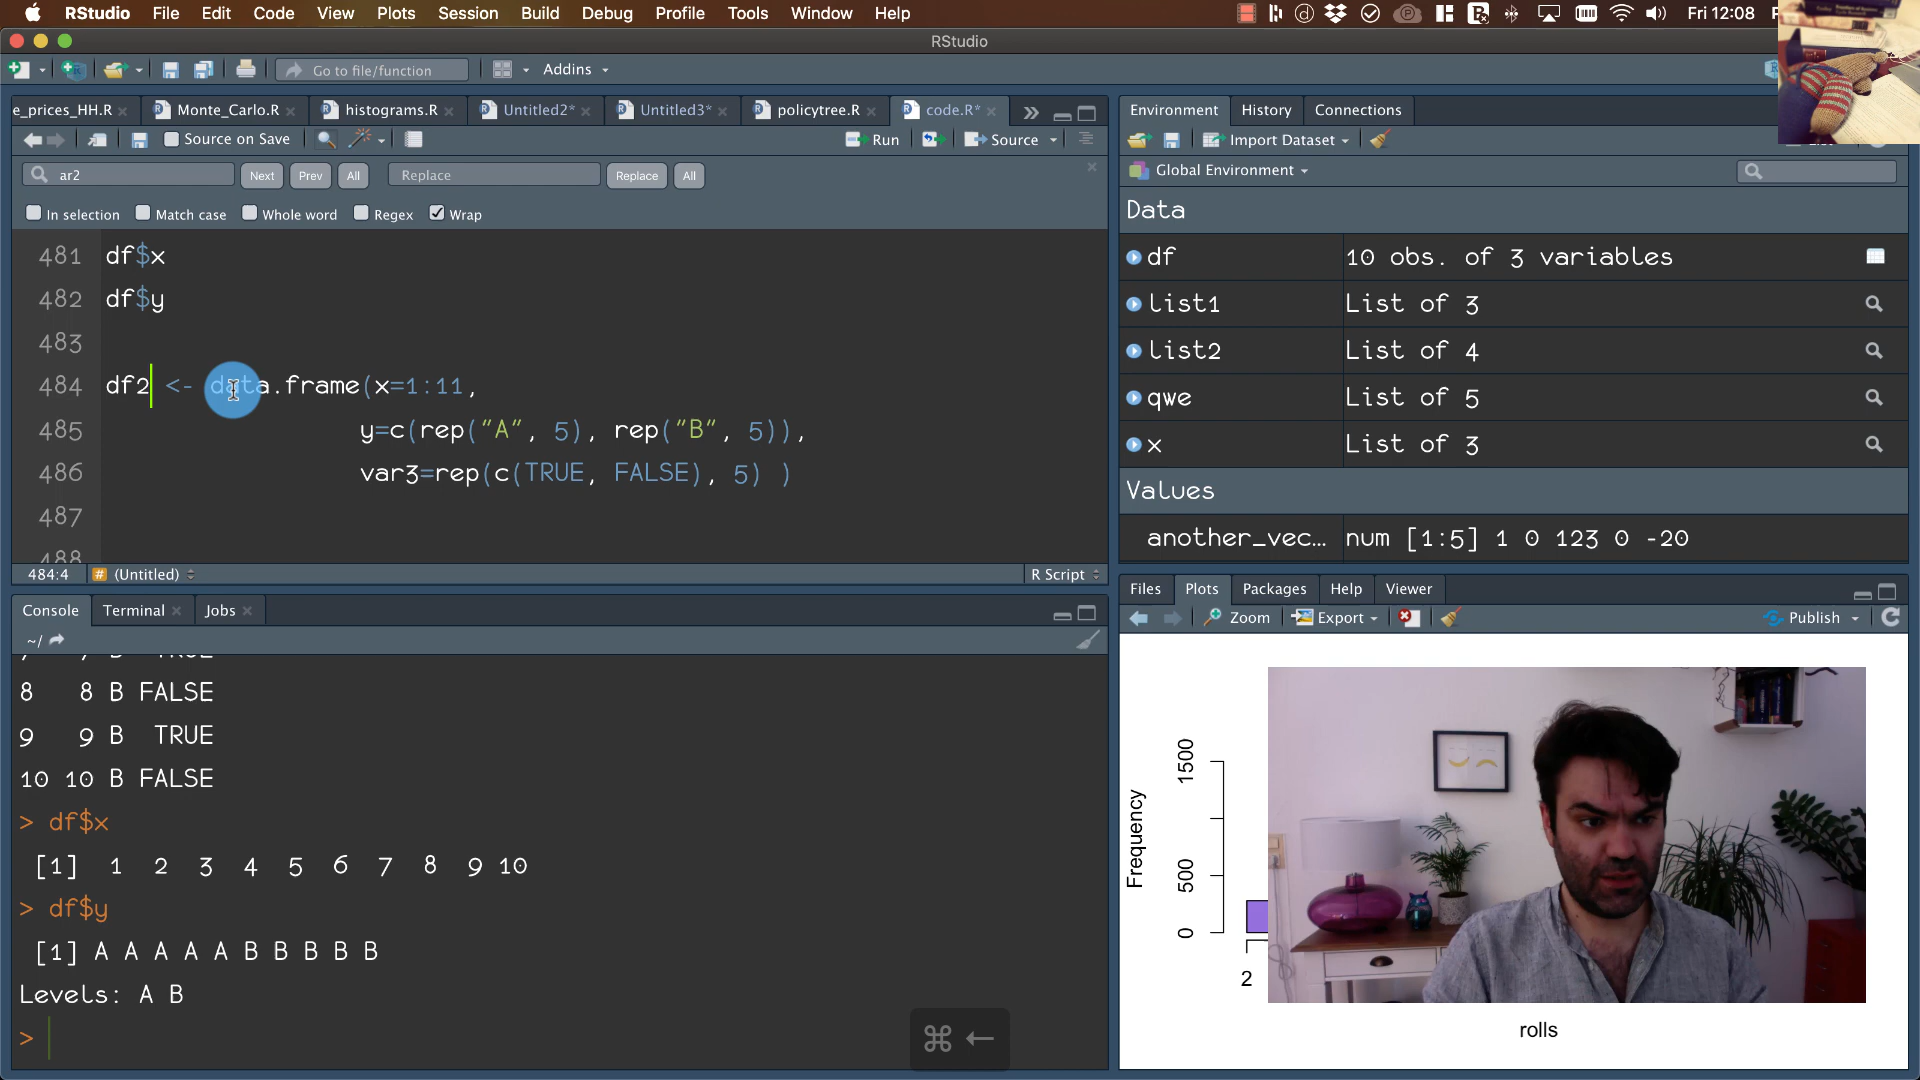 RStudio File Edit Code View Plots Session Build Debug Profile Tools Window Help Fri 12:08
RStudio
Go to file/function Addins
e_prices_HH.R Monte_Carlo.R histograms.R Untitled2* Untitled3* policytree.R code.R*
Source on Save Run Source
ar2 Next Prev All Replace Replace All
In selection Match case Whole word Regex Wrap
481 df$x
482 df$y
483
484 df2 <- data.frame(x=1:11,
485 y=c(rep("A", 5), rep("B", 5)),
486 var3=rep(c(TRUE, FALSE), 5) )
487
488
484:4 (Untitled) R Script
Console Terminal Jobs
~/
7 7 B TRUE
8 8 B FALSE
9 9 B TRUE
10 10 B FALSE
> df$x
[1] 1 2 3 4 5 6 7 8 9 10
> df$y
[1] A A A A A B B B B B
Levels: A B
>
⌘ ←
Environment History Connections
Import Dataset
Global Environment
Data
df 10 obs. of 3 variables
list1 List of 3
list2 List of 4
qwe List of 5
x List of 3
Values
another_vec... num [1:5] 1 0 123 0 -20
Files Plots Packages Help Viewer
Zoom Export Publish
Frequency
1500
500
0
2
rolls